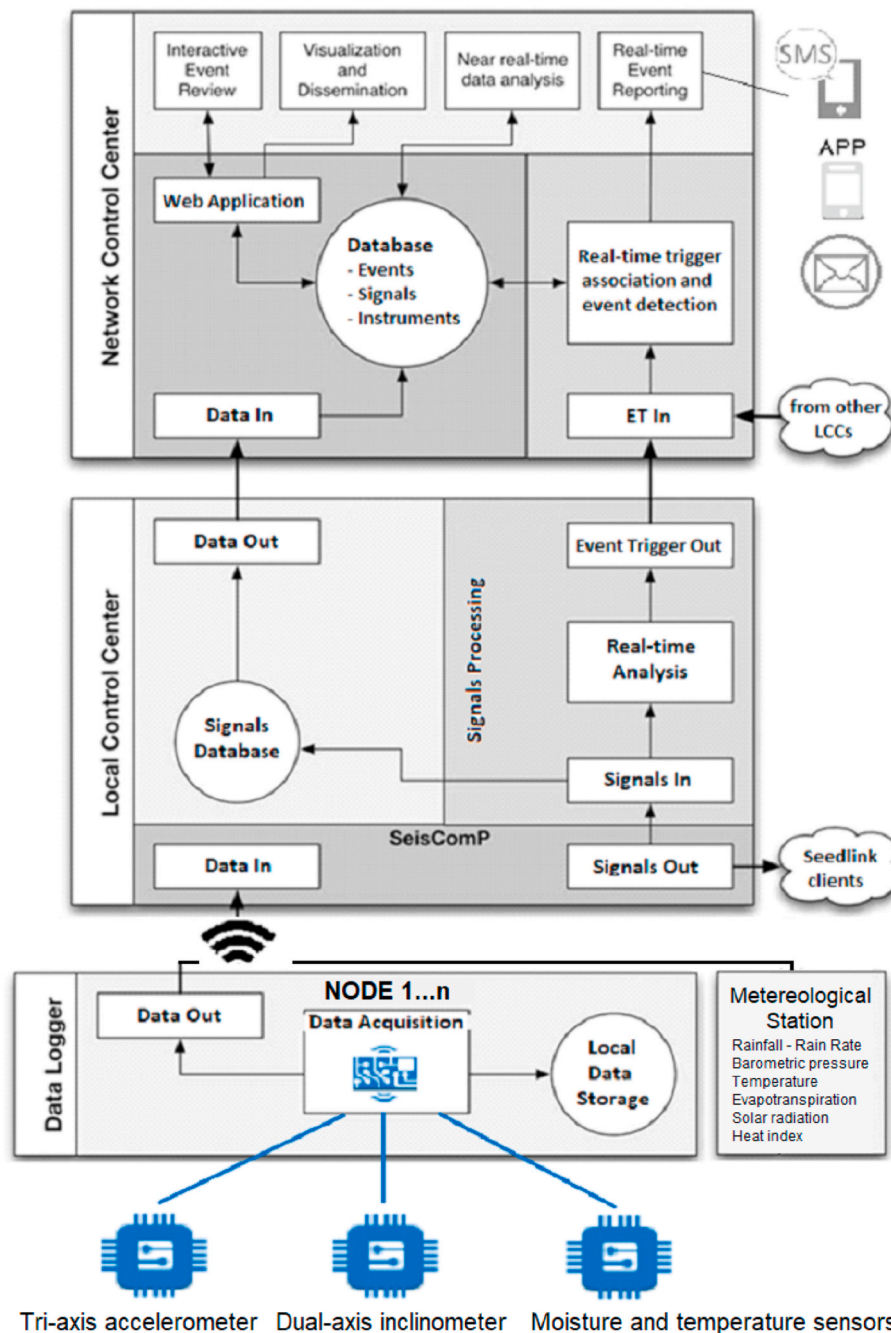 Network Control Center
Interactive
Event
Review
Visualization
and
Dissemination
Near real-time
data analysis
Real-time
Event
Reporting
SMS
APP
Web Application
Database
- Events
- Signals
- Instruments
Real-time trigger
association and
event detection
Data In
ET In
from other
LCCs
Local Control Center
Data Out
Event Trigger Out
Signals Processing
Real-time
Analysis
Signals
Database
Signals In
SeisComP
Data In
Signals Out
Seedlink
clients
Data Logger
Data Out
NODE 1...n
Data Acquisition
Local
Data
Storage
Metereological
Station
Rainfall - Rain Rate
Barometric pressure
Temperature
Evapotranspiration
Solar radiation
Heat index
Tri-axis accelerometer
Dual-axis inclinometer
Moisture and temperature sensors